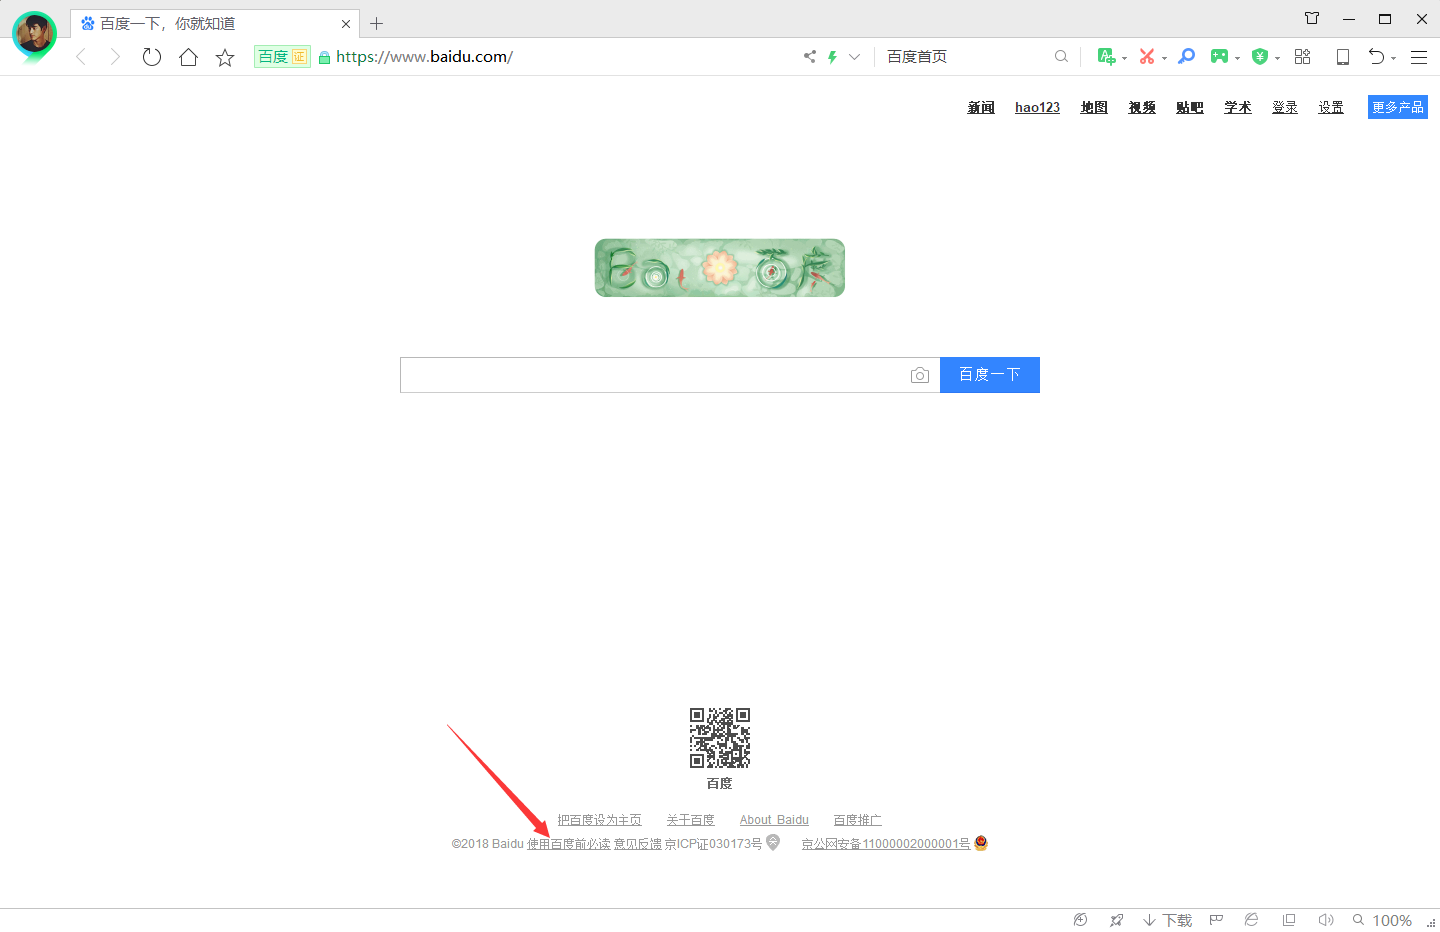 百度一下，你就知道
百度 证 https://www.baidu.com/ 百度首页
新闻 hao123 地图 视频 贴吧 学术 登录 设置 更多产品
Bai 百度
百度一下
百度
把百度设为主页 关于百度 About Baidu 百度推广
©2018 Baidu 使用百度前必读 意见反馈 京ICP证030173号 京公网安备11000002000001号
下载 100%